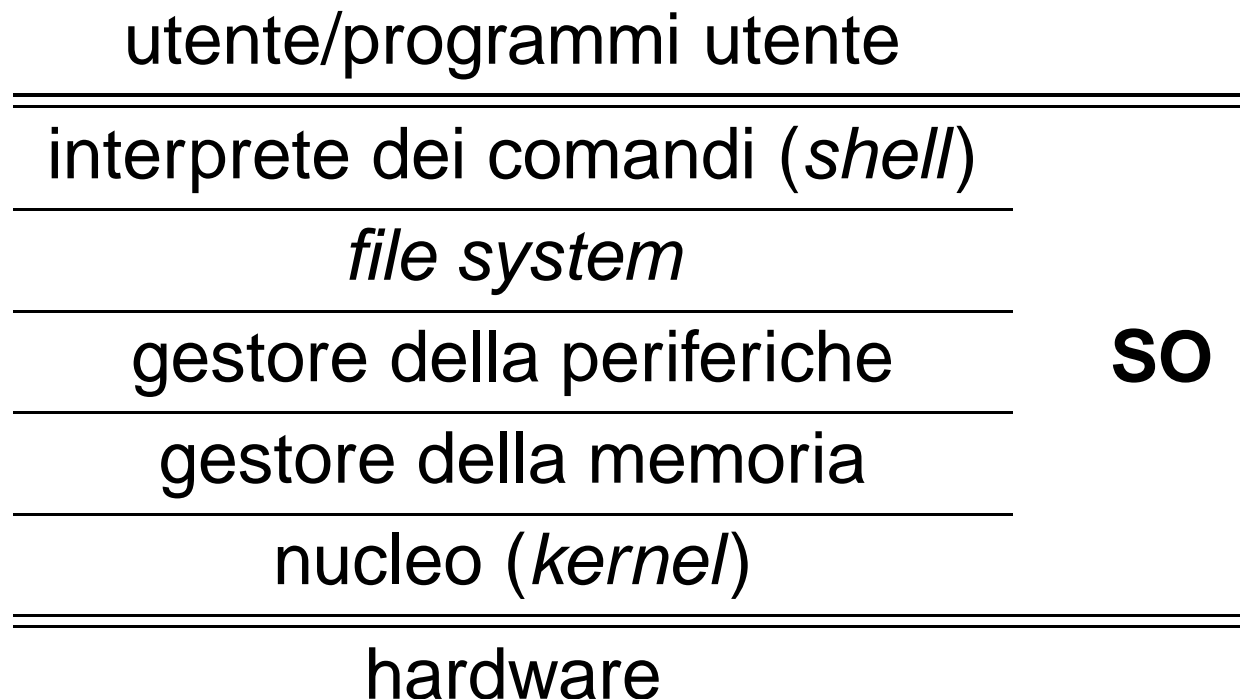 utente/programmi utente
interprete dei comandi (shell)
file system
gestore della periferiche
SO
gestore della memoria
nucleo (kernel)
hardware